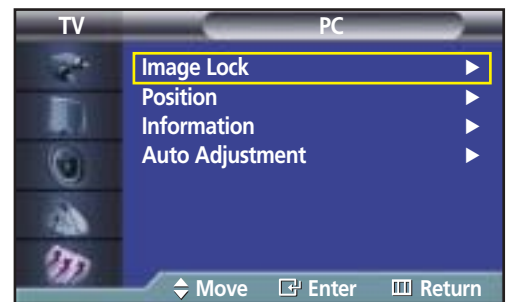 TV PC
Image Lock
Position
Information
Auto Adjustment
Move Enter Return